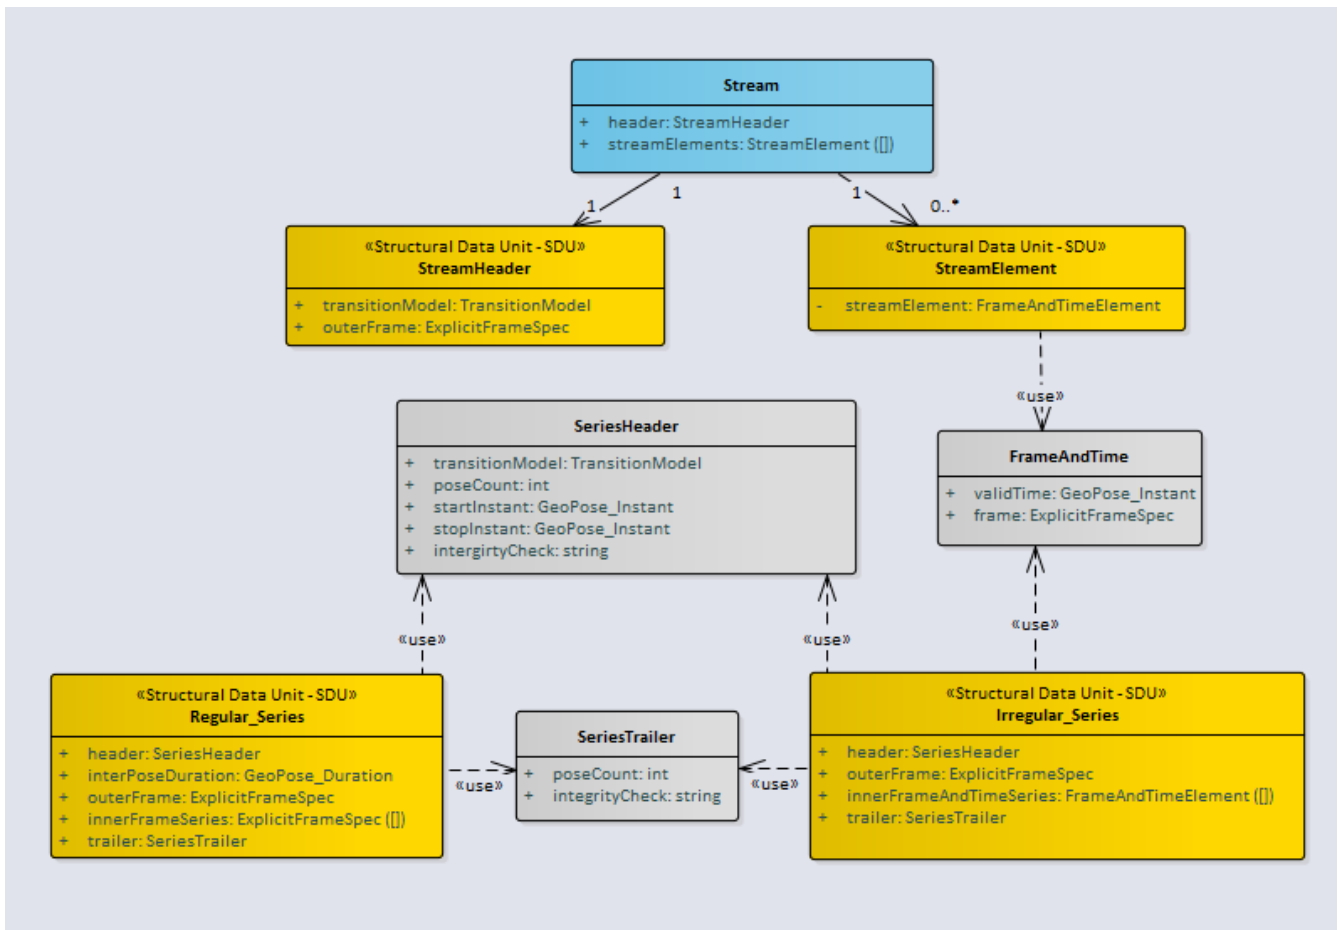 Stream
+ header: StreamHeader
+ streamElements: StreamElement ([])
1
1
1
0..*
«Structural Data Unit - SDU»
StreamHeader
+ transitionModel: TransitionModel
+ outerFrame: ExplicitFrameSpec
«Structural Data Unit - SDU»
StreamElement
- streamElement: FrameAndTimeElement
«use»
SeriesHeader
+ transitionModel: TransitionModel
+ poseCount: int
+ startInstant: GeoPose_Instant
+ stopInstant: GeoPose_Instant
+ intergirtyCheck: string
FrameAndTime
+ validTime: GeoPose_Instant
+ frame: ExplicitFrameSpec
«use»
«use»
«use»
«Structural Data Unit - SDU»
Regular_Series
+ header: SeriesHeader
+ interPoseDuration: GeoPose_Duration
+ outerFrame: ExplicitFrameSpec
+ innerFrameSeries: ExplicitFrameSpec ([])
+ trailer: SeriesTrailer
«use»
SeriesTrailer
+ poseCount: int
+ integrityCheck: string
«use»
«Structural Data Unit - SDU»
Irregular_Series
+ header: SeriesHeader
+ outerFrame: ExplicitFrameSpec
+ innerFrameAndTimeSeries: FrameAndTimeElement ([])
+ trailer: SeriesTrailer